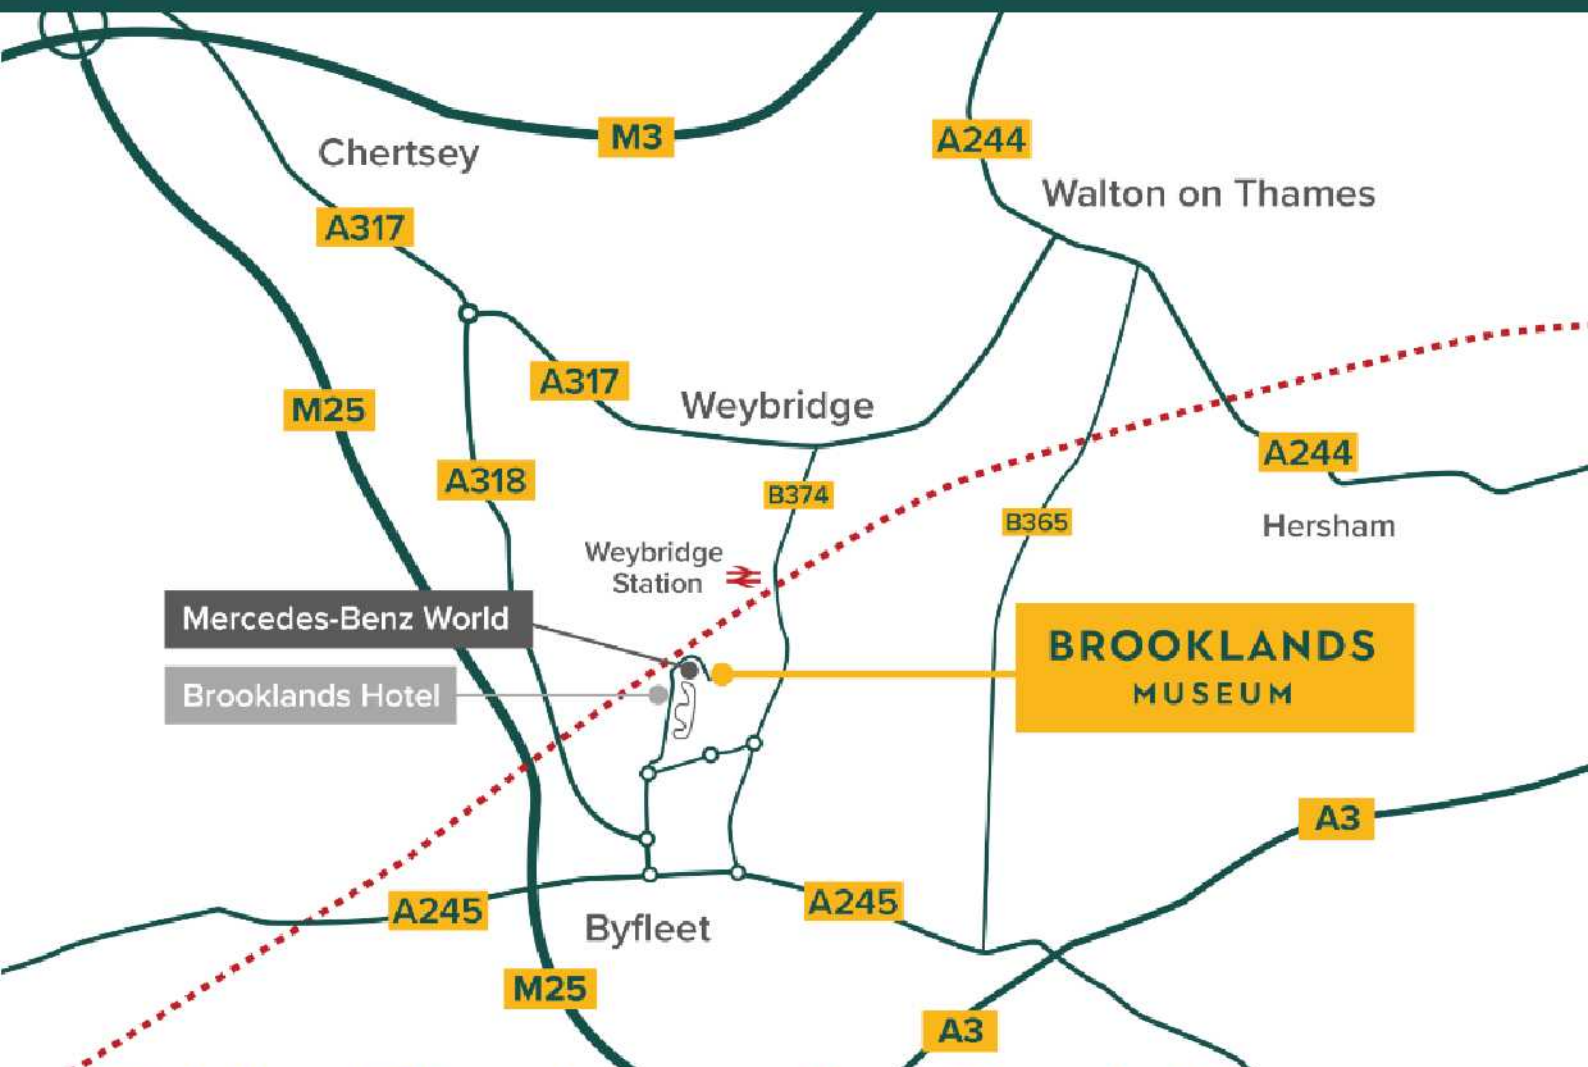 M3
A244
Chertsey
Walton on Thames
A317
A317
M25
Weybridge
A318
A244
B374
B365
Hersham
Weybridge
Station
Mercedes-Benz World
BROOKLANDS
MUSEUM
Brooklands Hotel
A3
A245
A245
Byfleet
M25
A3